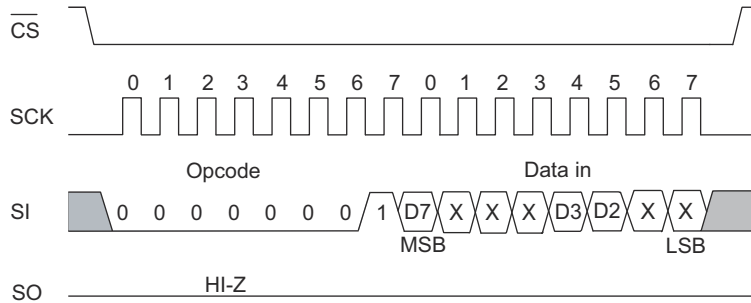 CS
0 1 2 3 4 5 6 7 0 1 2 3 4 5 6 7
SCK
Opcode Data in
SI 0 0 0 0 0 0 0 1 D7 X X X D3 D2 X X
MSB LSB
HI-Z
SO